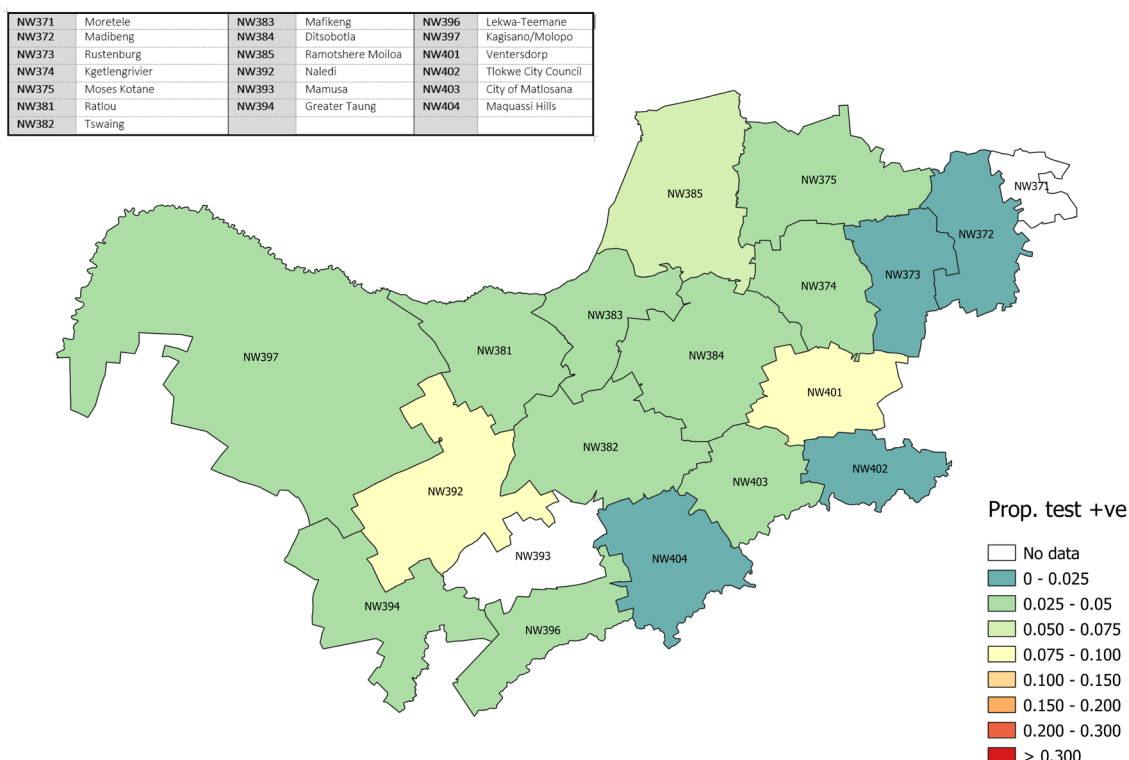 NW371 Moretele NW383 Mafikeng NW396 Lekwa-Teemane
NW372 Madibeng NW384 Ditsobotla NW397 Kagisano/Molopo
NW373 Rustenburg NW385 Ramotshere Moiloa NW401 Ventersdorp
NW374 Kgetlengrivier NW392 Naledi NW402 Tlokwe City Council
NW375 Moses Kotane NW393 Mamusa NW403 City of Matlosana
NW381 Ratlou NW394 Greater Taung NW404 Maquassi Hills
NW382 Tswaing
NW375
NW371
NW385
NW372
NW373
NW374
NW383
NW381
NW384
NW397
NW401
NW382
NW402
NW403
NW392
NW393
NW404
NW394
NW396
Prop. test +ve
No data
0 - 0.025
0.025 - 0.05
0.050 - 0.075
0.075 - 0.100
0.100 - 0.150
0.150 - 0.200
0.200 - 0.300
> 0.300